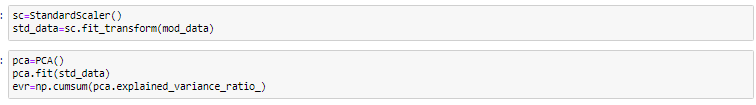 : sc=StandardScaler()
std_data=sc.fit_transform(mod_data)
: pca=PCA()
pca.fit(std_data)
evr=np.cumsum(pca.explained_variance_ratio_)